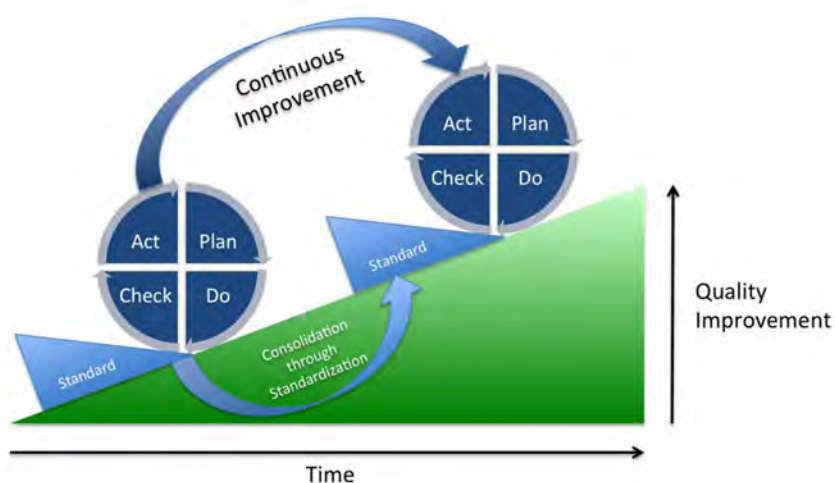 Continuous
Improvement
Act
Plan
Check
Do
Act
Plan
Check
Do
Standard
Standard
Consolidation
through
Standardization
Quality
Improvement
Time